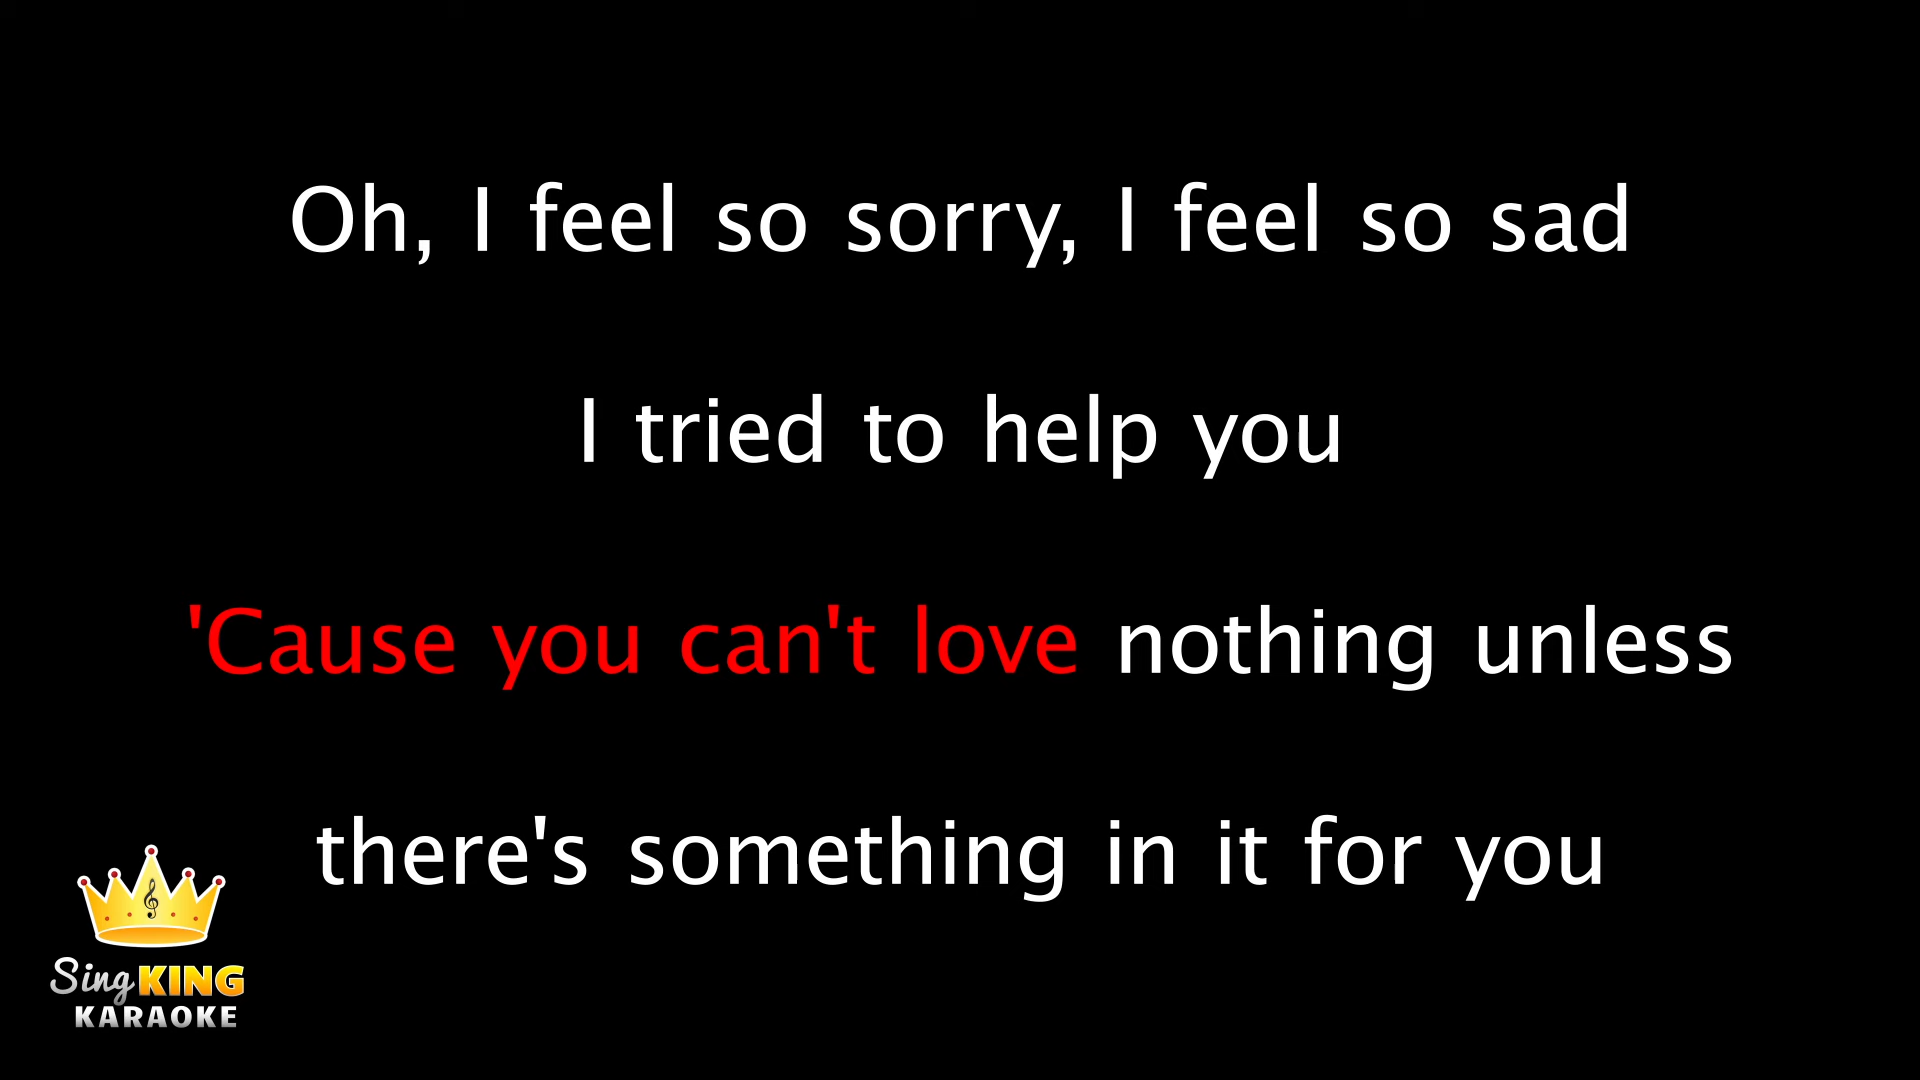 Oh, I feel so sorry, I feel so sad
I tried to help you
'Cause you can't love nothing unless
there's something in it for you
Sing KING
KARAOKE